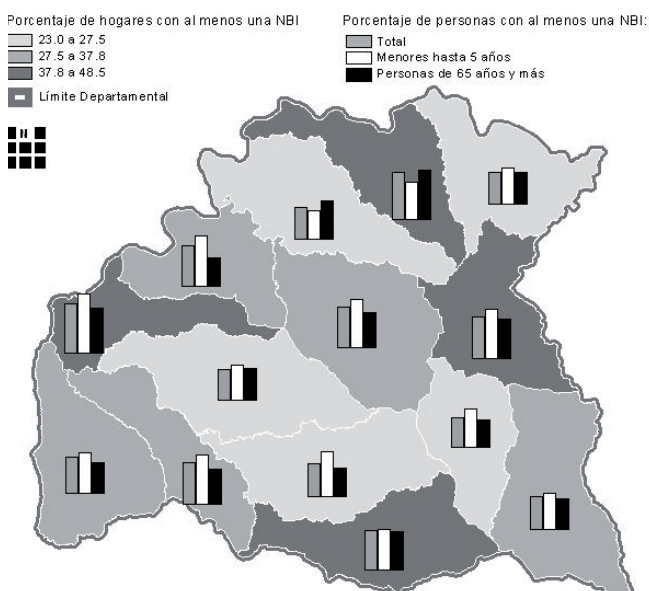 Porcentaje de hogares con al menos una NBI
23.0 a 27.5
27.5 a 37.8
37.8 a 48.5
Límite Departamental
N
Porcentaje de personas con al menos una NBI:
Total
Menores hasta 5 años
Personas de 65 años y más